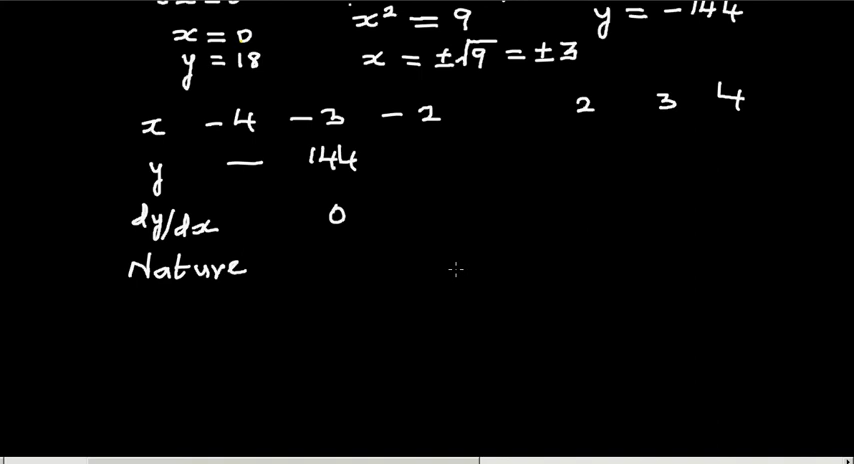 x² = 9
y = -144
x = 0
y = 18
x = ±√9 = ±3
x -4 -3 -2 2 3 4
y — 144
dy/dx 0
Nature